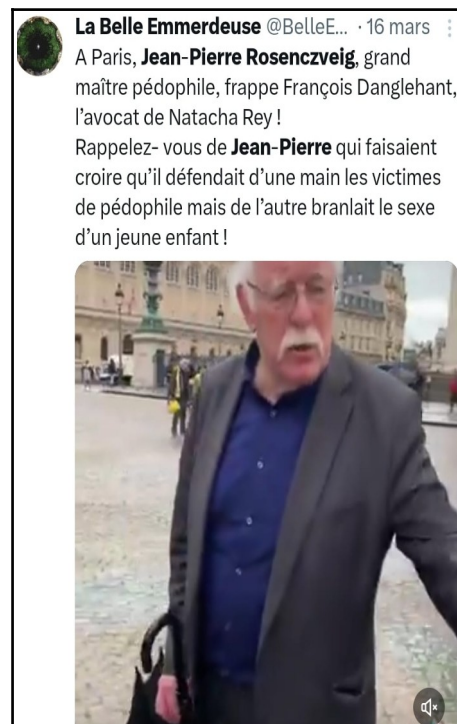 La Belle Emmerdeuse @BelleE... · 16 mars
A Paris, Jean-Pierre Rosenczveig, grand
maître pédophile, frappe François Danglehant,
l'avocat de Natacha Rey !
Rappelez- vous de Jean-Pierre qui faisaient
croire qu'il défendait d'une main les victimes
de pédophile mais de l'autre branlait le sexe
d'un jeune enfant !